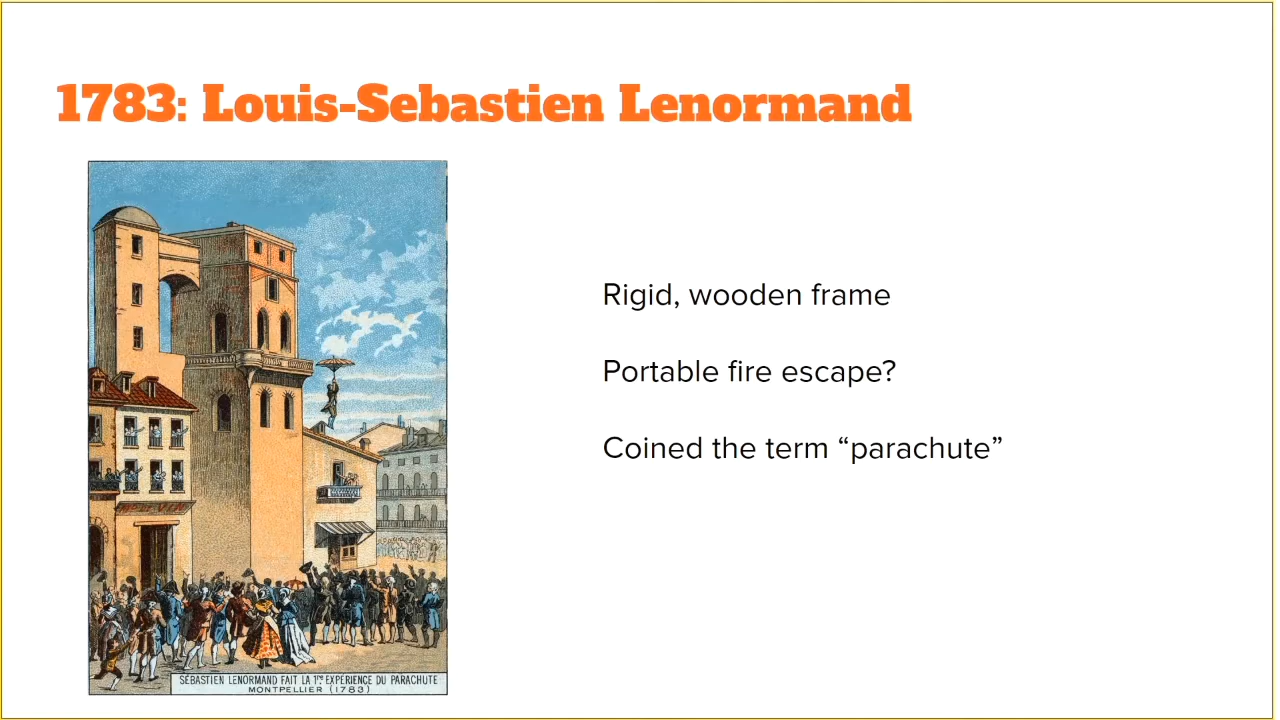 1783: Louis-Sebastien Lenormand
Rigid, wooden frame
Portable fire escape?
Coined the term “parachute”
SÉBASTIEN LENORMAND FAIT LA 1RE EXPÉRIENCE DU PARACHUTE
MONTPELLIER (1783)